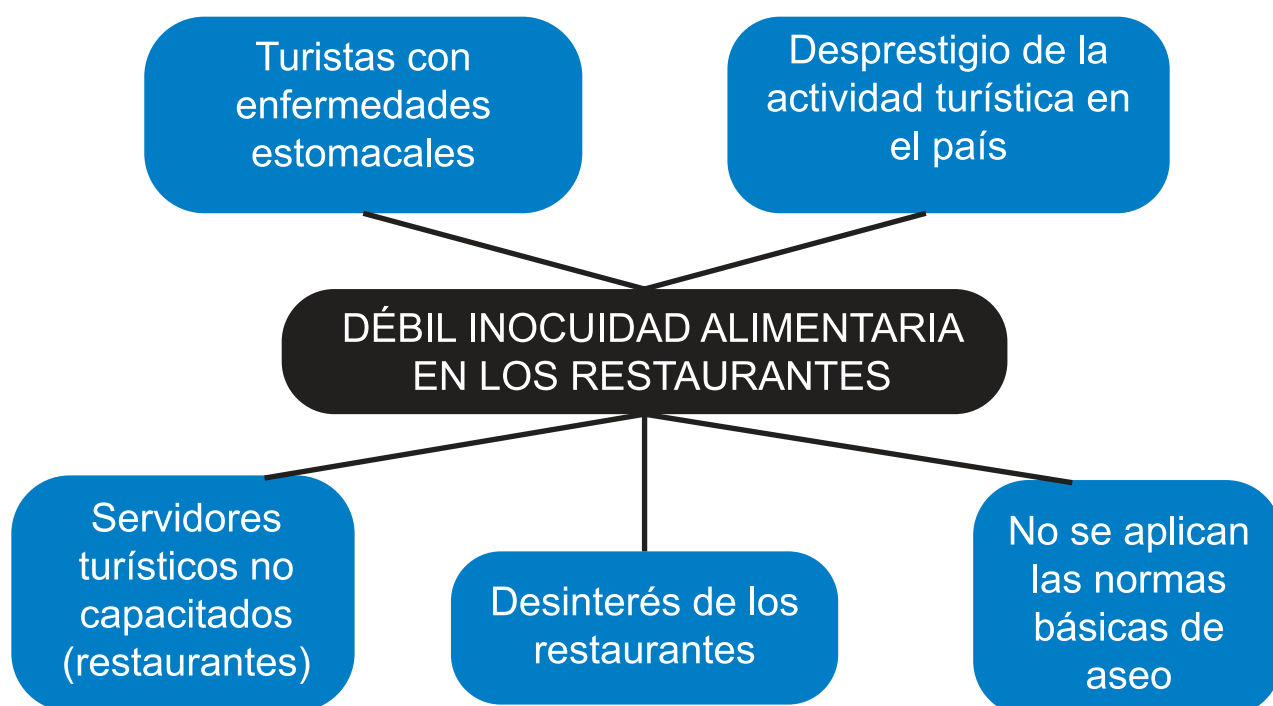 Turistas con
enfermedades
estomacales
Desprestigio de la
actividad turística en
el país
DÉBIL INOCUIDAD ALIMENTARIA
EN LOS RESTAURANTES
Servidores
turísticos no
capacitados
(restaurantes)
Desinterés de los
restaurantes
No se aplican
las normas
básicas de
aseo